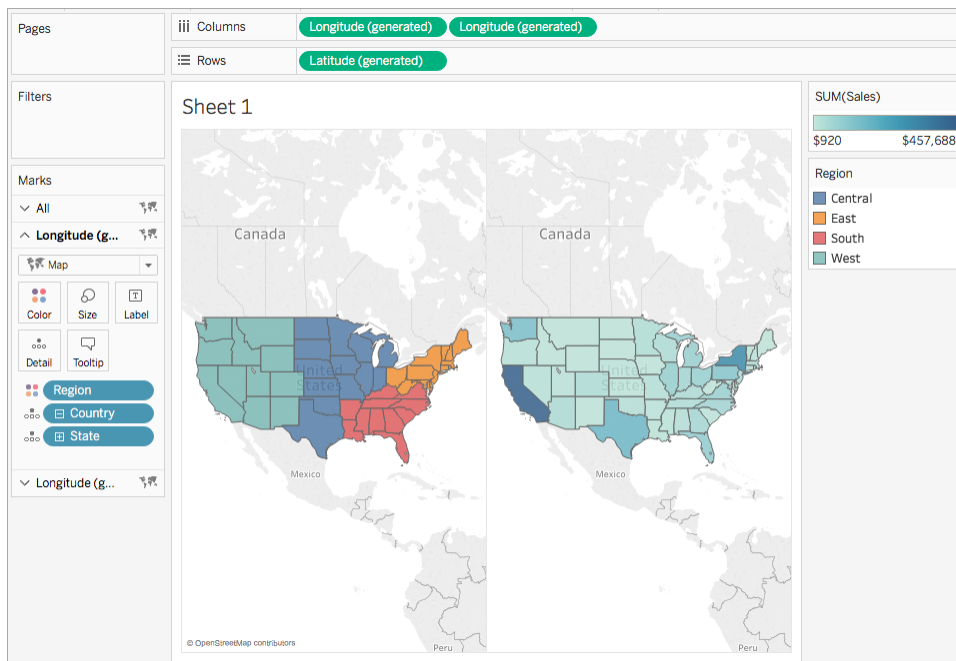 Pages
Columns
Longitude (generated)
Longitude (generated)
Rows
Latitude (generated)
Filters
Marks
All
Longitude (g...
Map
Color
Size
Label
Detail
Tooltip
Region
Country
State
Longitude (g...
Sheet 1
Canada
United
States
Mexico
Peru
© OpenStreetMap contributors
Canada
United
States
Mexico
Peru
SUM(Sales)
$920
$457,688
Region
Central
East
South
West